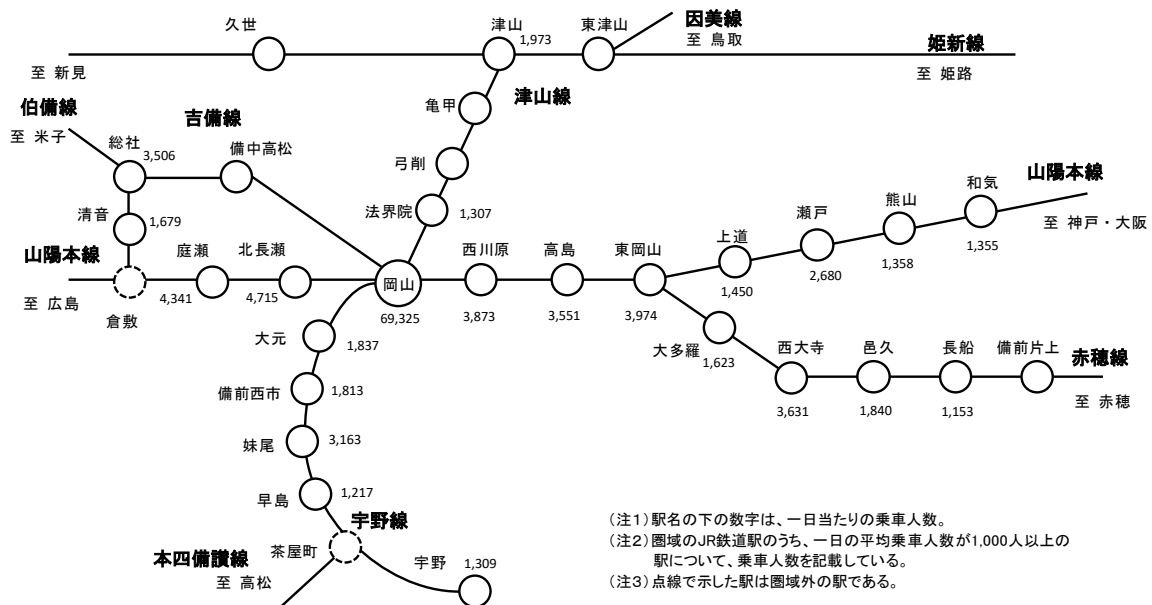 久世
津山
1,973
東津山
因美線
至 鳥取
姫新線
至 新見
至 姫路
伯備線
至 米子
吉備線
津山線
亀甲
総社
3,506
備中高松
弓削
清音
1,679
法界院
1,307
山陽本線
至 広島
倉敷
庭瀬
4,341
北長瀬
4,715
岡山
69,325
西川原
3,873
高島
3,551
東岡山
3,974
上道
1,450
瀬戸
2,680
熊山
1,358
和気
1,355
山陽本線
至 神戸・大阪
大多羅
1,623
西大寺
3,631
邑久
1,840
長船
1,153
備前片上
赤穂線
至 赤穂
大元
1,837
備前西市
1,813
妹尾
3,163
早島
1,217
宇野線
茶屋町
本四備讃線
至 高松
宇野
1,309
（注１）駅名の下の数字は、一日当たりの乗車人数。
（注２）圏域のJR鉄道駅のうち、一日の平均乗車人数が1,000人以上の
駅について、乗車人数を記載している。
（注３）点線で示した駅は圏域外の駅である。